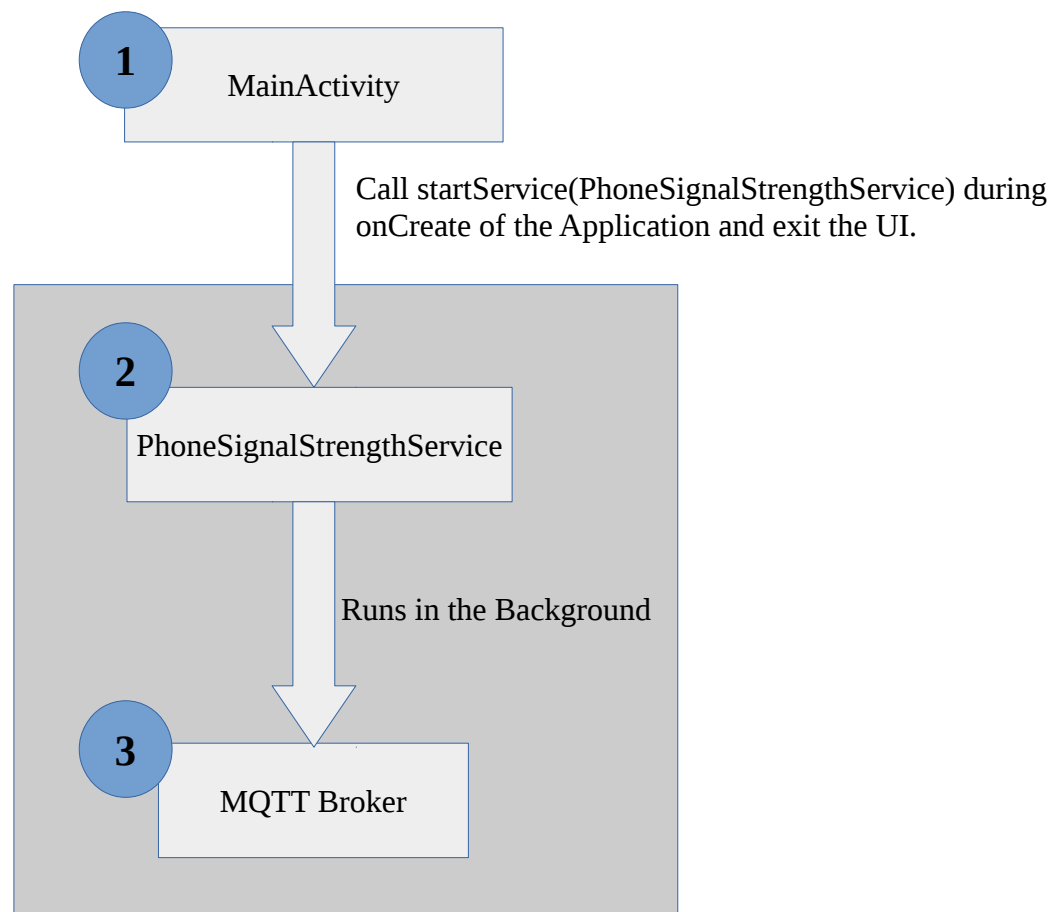 1
MainActivity
Call startService(PhoneSignalStrengthService) during
onCreate of the Application and exit the UI.
2
PhoneSignalStrengthService
Runs in the Background
3
MQTT Broker